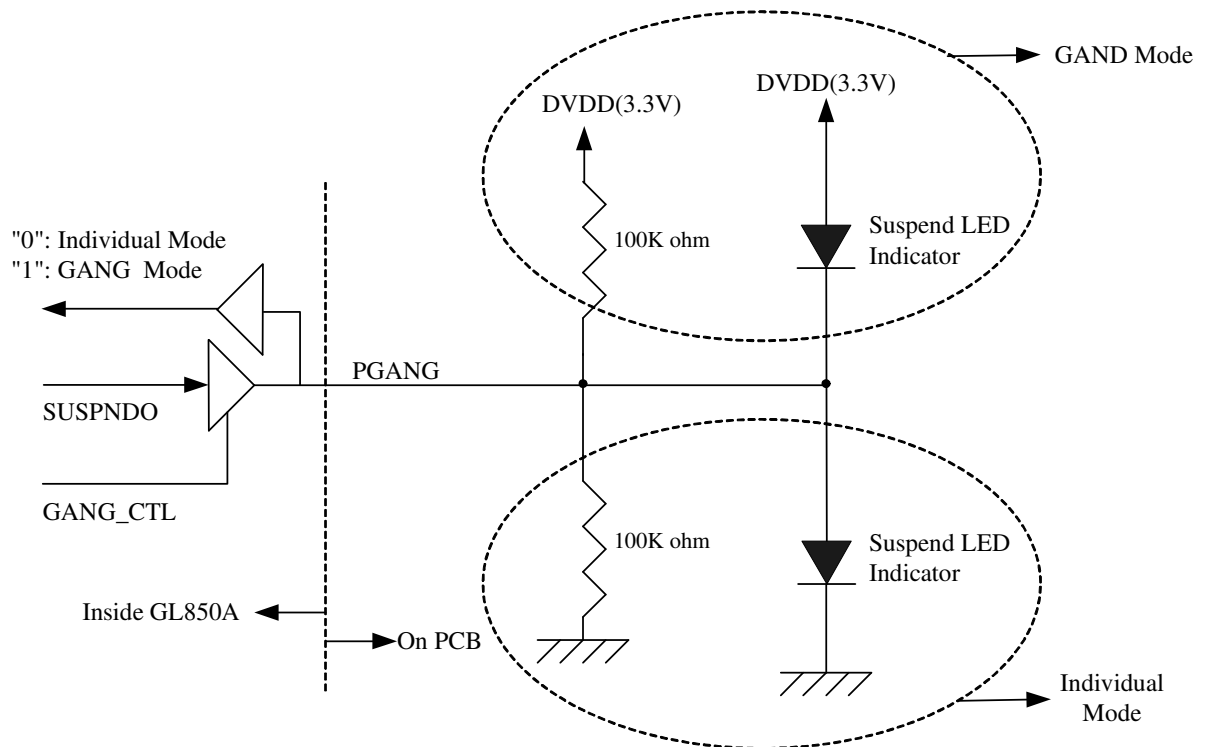 GAND Mode
DVDD(3.3V)
DVDD(3.3V)
"0": Individual Mode
"1": GANG Mode
100K ohm
Suspend LED
Indicator
PGANG
SUSPNDO
GANG_CTL
100K ohm
Suspend LED
Indicator
Inside GL850A
On PCB
Individual
Mode